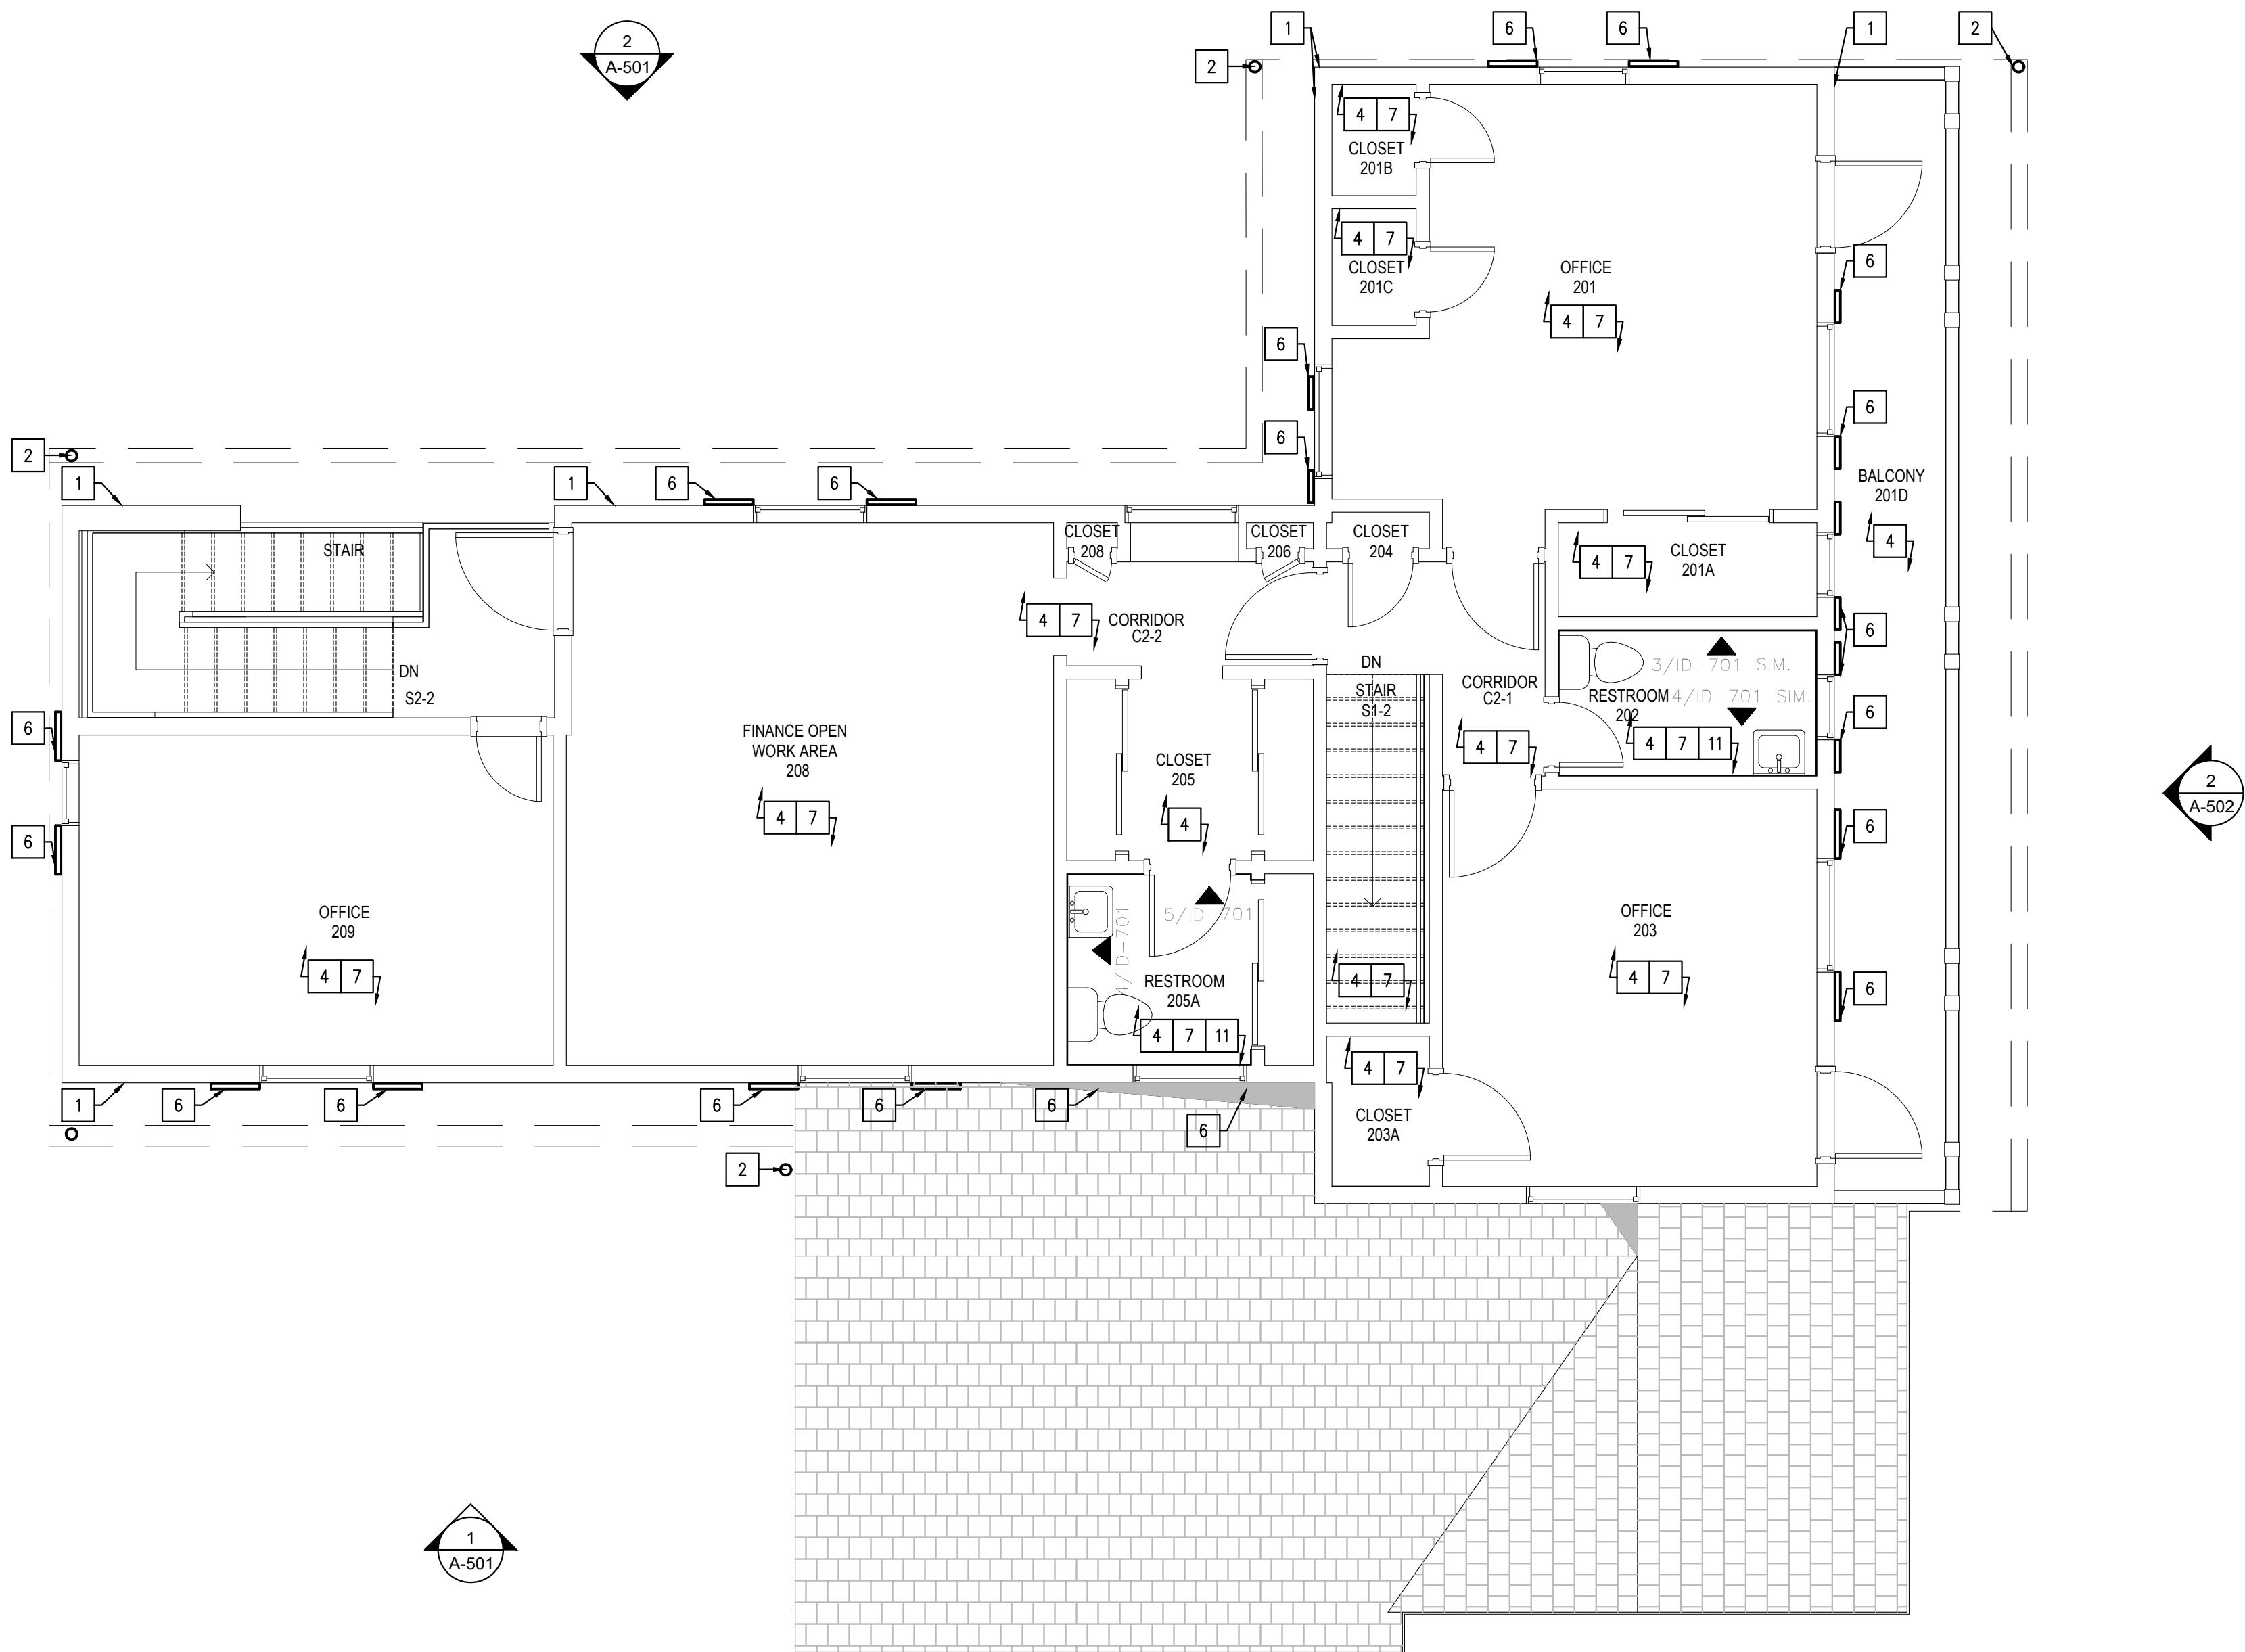 1
6
6
1
2
2
2
A-501
4 7
CLOSET
201B
4 7
CLOSET
201C
OFFICE
201
4 7
6
6
6
6
2
1
1
6
6
BALCONY
201D
4
STAIR
CLOSET
208
CLOSET
206
CLOSET
204
4 7
CLOSET
201A
4 7
CORRIDOR
C2-2
6
DN
S2-2
DN
STAIR
S1-2
CORRIDOR
C2-1
4 7
3/ID-701 SIM.
RESTROOM
202
4/ID-701 SIM.
4 7 11
6
6
FINANCE OPEN
WORK AREA
208
4 7
CLOSET
205
4
2
A-502
6
6
OFFICE
209
4 7
4/ID-701
5/ID-701
RESTROOM
205A
4 7 11
4 7
OFFICE
203
4 7
6
4 7
CLOSET
203A
1
6
6
6
6
6
6
2
1
A-501